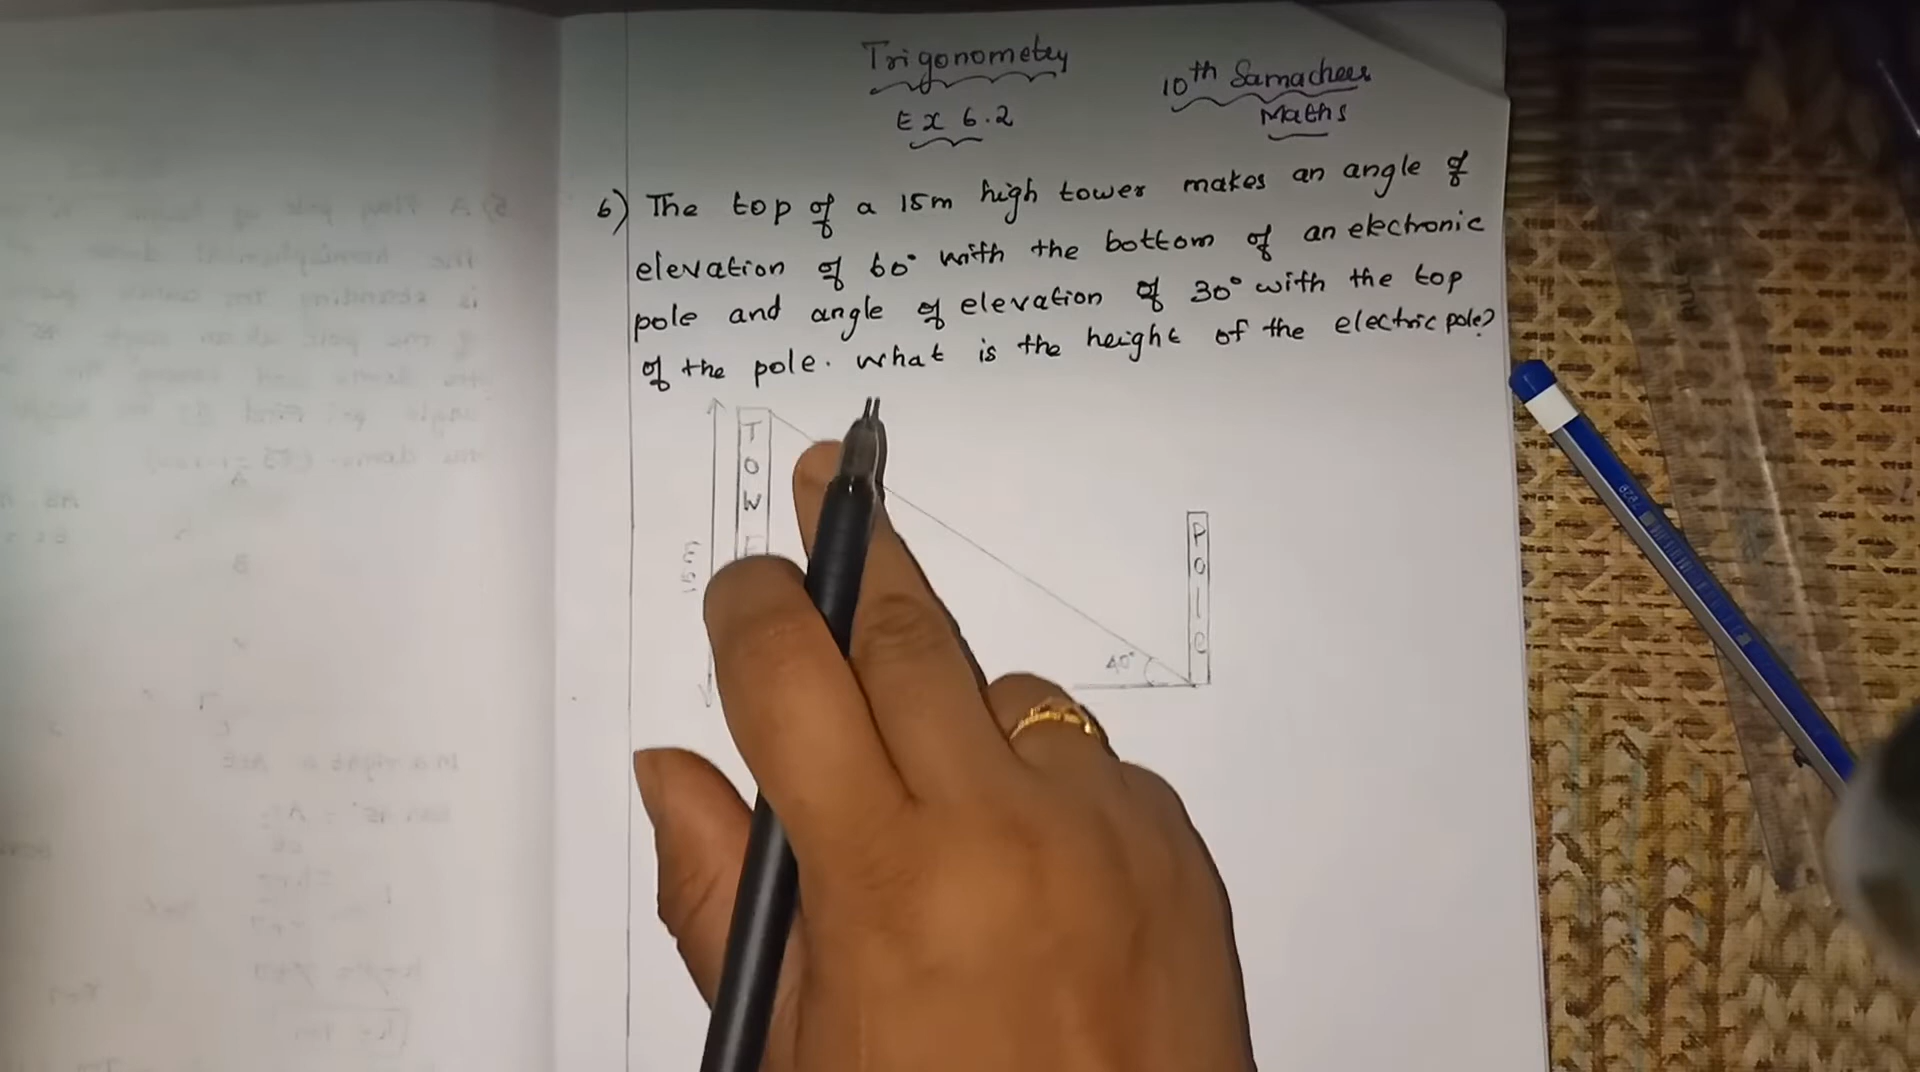 Trigonometry
Ex 6.2
10th Samacheer
Maths
6) The top of a 15m high tower makes an angle of
elevation of 60° with the bottom of an electronic
pole and angle of elevation of 30° with the top
of the pole. What is the height of the electric pole?
TOWE
15m
Pole
40°